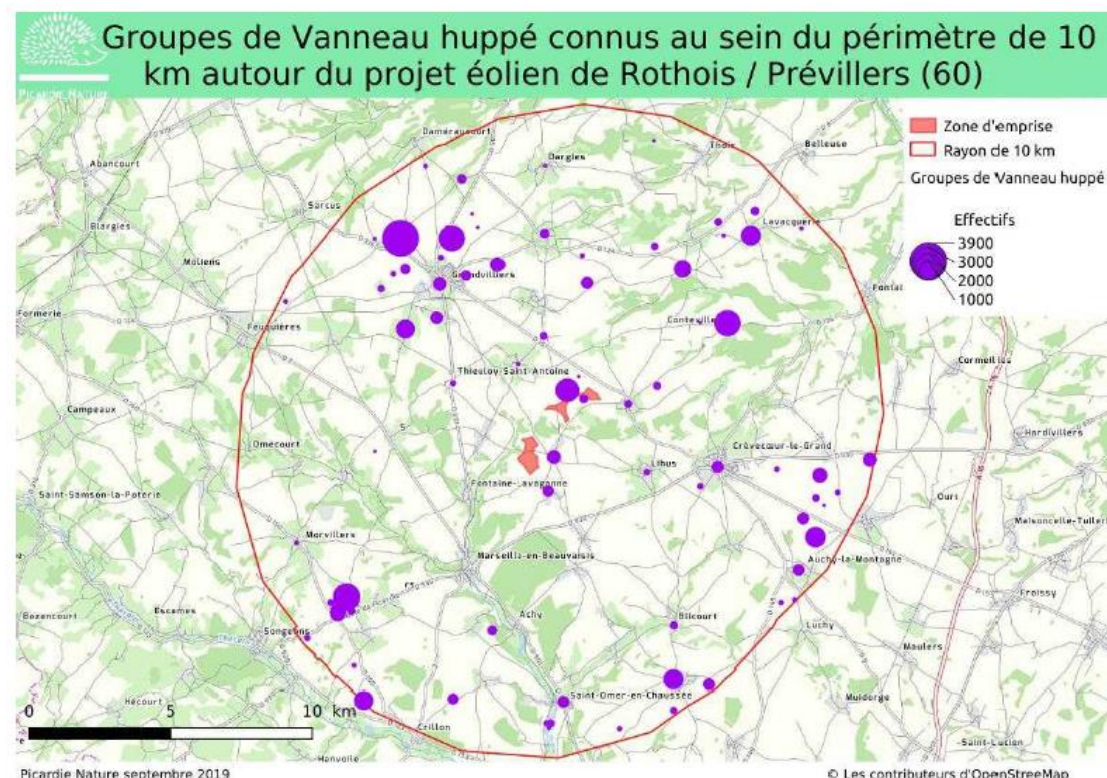 Groupes de Vanneau huppé connus au sein du périmètre de 10
km autour du projet éolien de Rothois / Prévillers (60)
PICARDIE NATURE
Zone d'emprise
Rayon de 10 km
Groupes de Vanneau huppé
Effectifs
3900
3000
2000
1000
Daméraucourt
Abancourt
Dargies
Thoix
Belleuse
Sarcus
Blargies
Lavacquerie
Moliens
Grandvilliers
Formerie
Feuquières
Conteville
Cormeilles
Thieuloy-Saint-Antoine
Campeaux
Omécourt
Crèvecœur-le-Grand
Hardivillers
Lihus
Saint-Samson-la-Poterie
Fontaine-Lavaganne
Morvillers
Marseille-en-Beauvaisis
Auchy-la-Montagne
Froissy
Escames
Achy
Blicourt
Luchy
Songeons
Maulers
Muidorge
Hécourt
Saint-Omer-en-Chaussée
Crillon
Saint-Lucien
Hanvoile
0 5 10 km
Picardie Nature septembre 2019
© Les contributeurs d'OpenStreetMap